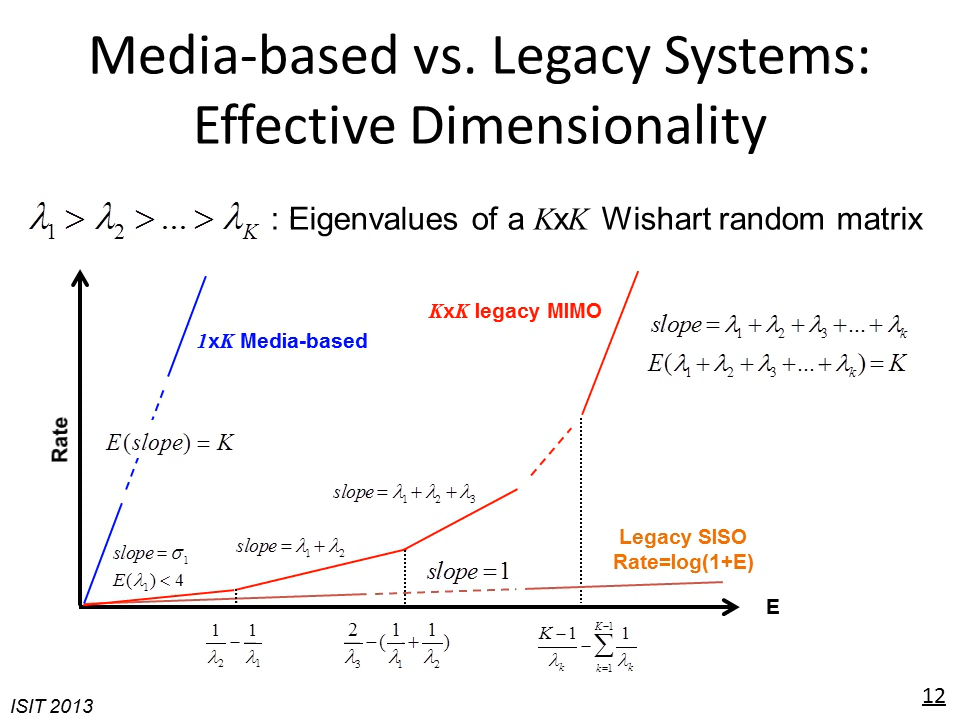 Media-based vs. Legacy Systems:
Effective Dimensionality
λ₁ > λ₂ > ... > λ_K : Eigenvalues of a KxK Wishart random matrix
KxK legacy MIMO
1xK Media-based
slope = λ₁ + λ₂ + λ₃ + ... + λ_k
E(λ₁ + λ₂ + λ₃ + ... + λ_k) = K
Rate
E(slope) = K
slope = λ₁ + λ₂ + λ₃
slope = σ₁
E(λ₁) < 4
slope = λ₁ + λ₂
slope = 1
Legacy SISO
Rate=log(1+E)
E
1/λ₂ − 1/λ₁
2/λ₃ − (1/λ₁ + 1/λ₂)
(K−1)/λ_k − ∑_{k=1}^{K−1} 1/λ_k
ISIT 2013
12